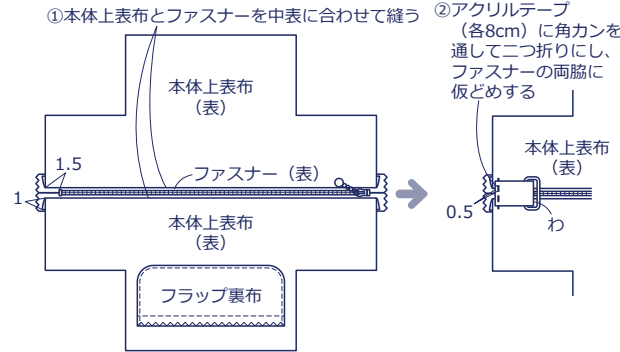 ①本体上表布とファスナーを中表に合わせて縫う
本体上表布
（表）
1.5
ファスナー（表）
1
本体上表布
（表）
フラップ裏布
②アクリルテープ
（各8cm）に角カンを
通して二つ折りにし、
ファスナーの両脇に
仮どめする
本体上表布
（表）
0.5
わ